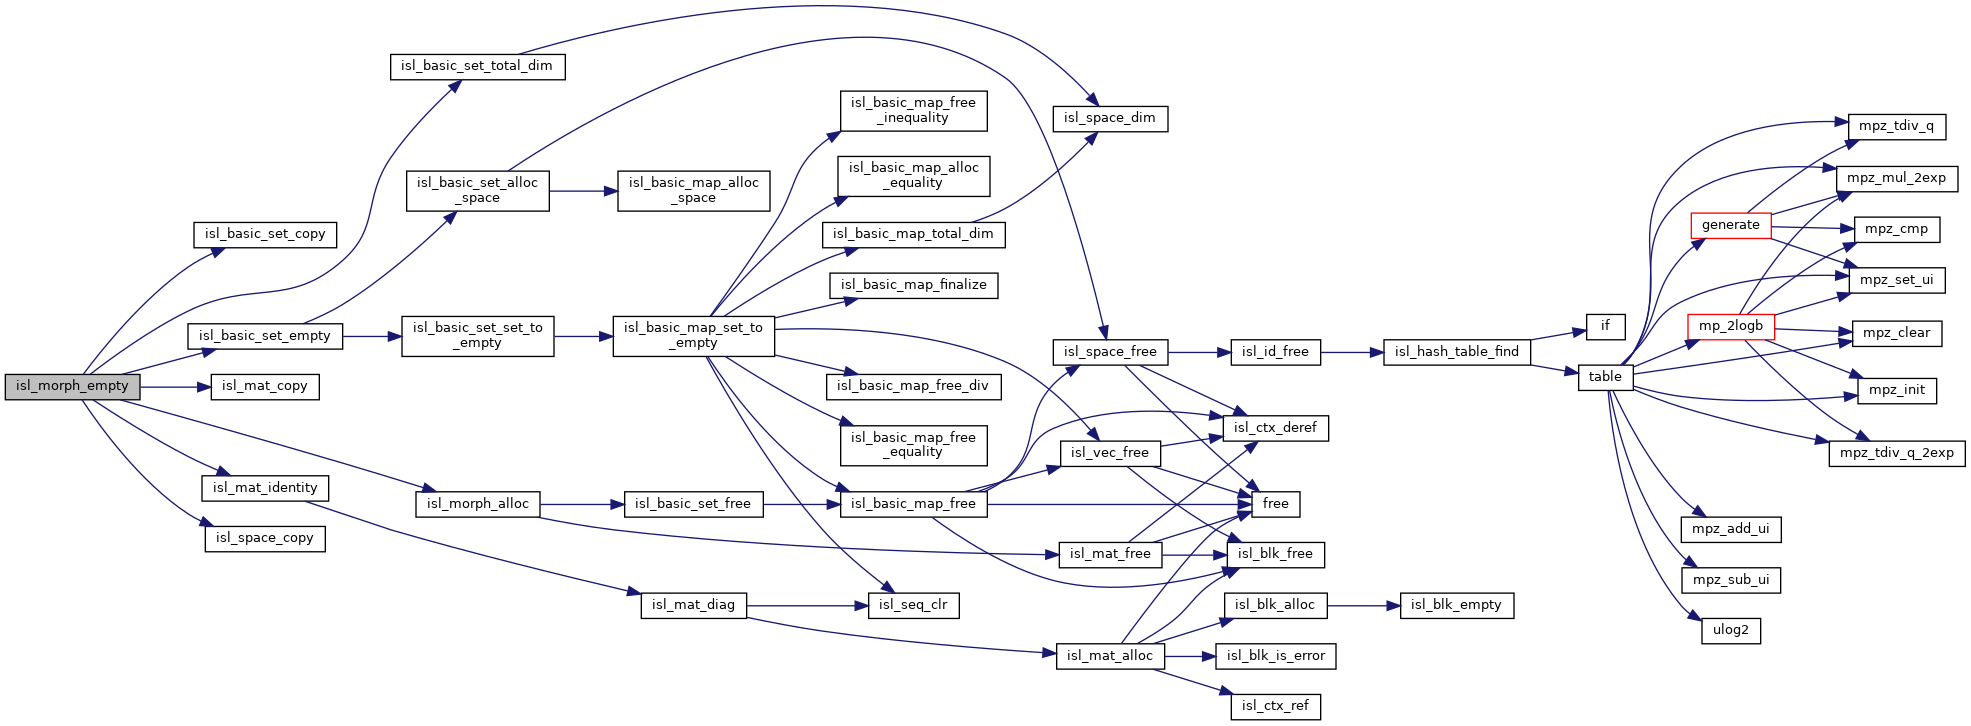 isl_morph_empty
isl_basic_set_copy
isl_basic_set_empty
isl_mat_copy
isl_mat_identity
isl_space_copy
isl_basic_set_total_dim
isl_basic_set_alloc
_space
isl_basic_set_set_to
_empty
isl_morph_alloc
isl_basic_map_alloc
_space
isl_basic_map_set_to
_empty
isl_basic_set_free
isl_mat_diag
isl_basic_map_free
_inequality
isl_basic_map_alloc
_equality
isl_basic_map_total_dim
isl_basic_map_finalize
isl_basic_map_free_div
isl_basic_map_free
_equality
isl_basic_map_free
isl_seq_clr
isl_space_dim
isl_space_free
isl_vec_free
isl_mat_free
isl_mat_alloc
isl_id_free
isl_ctx_deref
free
isl_blk_free
isl_blk_alloc
isl_blk_is_error
isl_ctx_ref
isl_hash_table_find
isl_blk_empty
if
table
generate
mp_2logb
mpz_add_ui
mpz_sub_ui
ulog2
mpz_tdiv_q
mpz_mul_2exp
mpz_cmp
mpz_set_ui
mpz_clear
mpz_init
mpz_tdiv_q_2exp